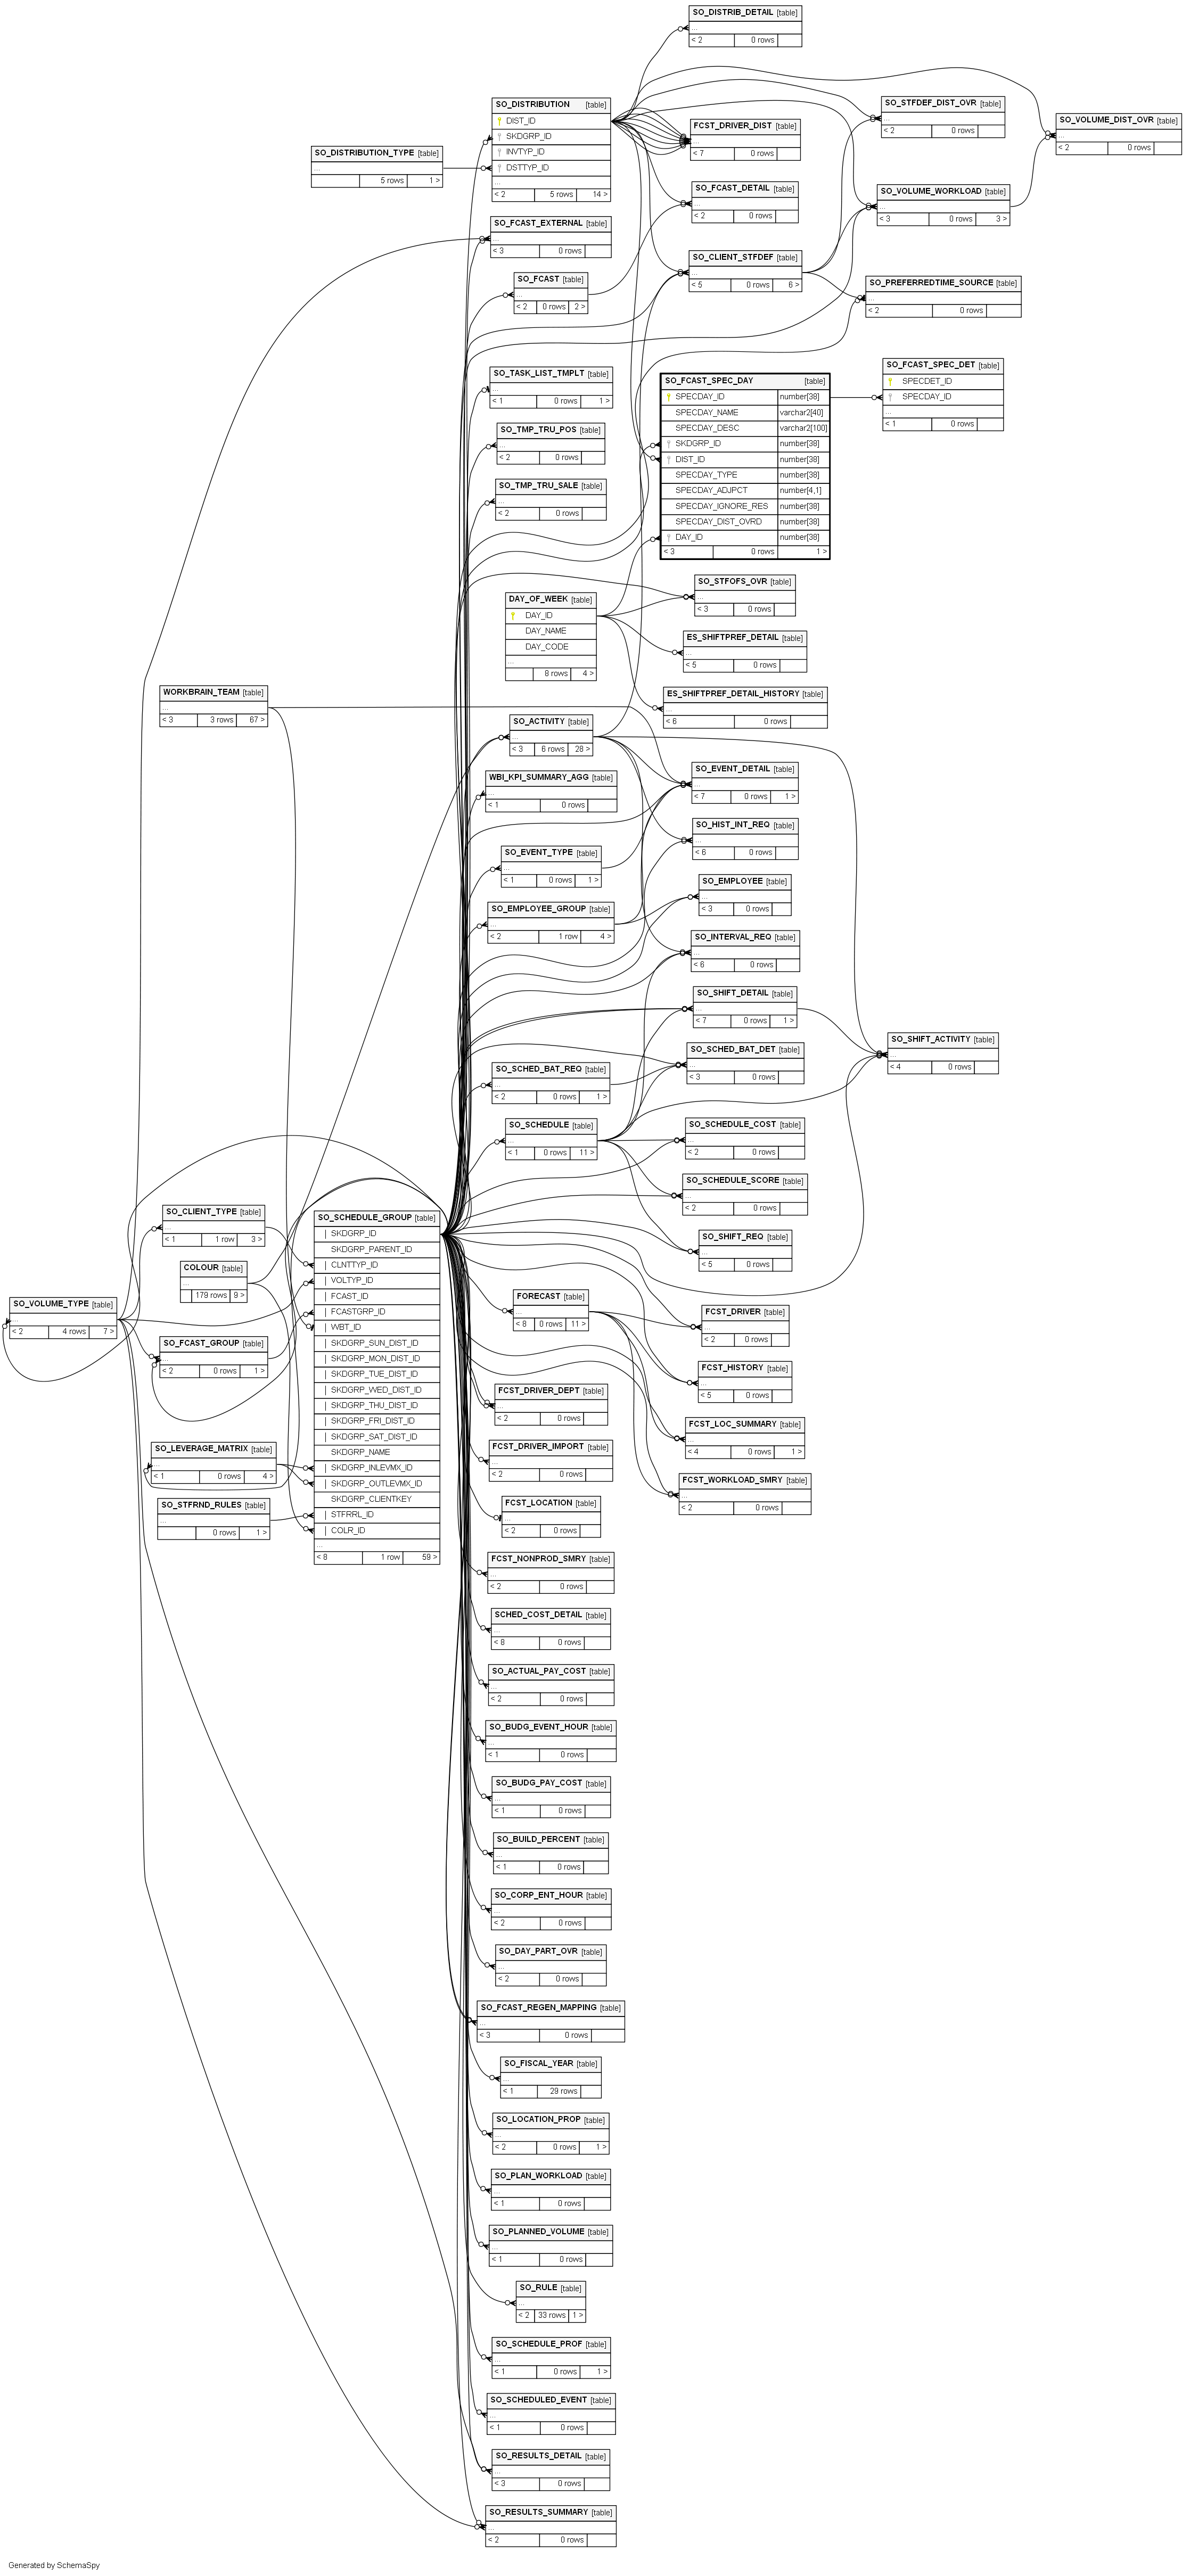 SO_DISTRIB_DETAIL [table]
...
< 2 0 rows
SO_DISTRIBUTION [table]
DIST_ID
SKDGRP_ID
INVTYP_ID
DSTTYP_ID
...
< 2 5 rows 14 >
SO_STFDEF_DIST_OVR [table]
...
< 2 0 rows
SO_VOLUME_DIST_OVR [table]
...
< 2 0 rows
FCST_DRIVER_DIST [table]
...
< 7 0 rows
SO_DISTRIBUTION_TYPE [table]
...
5 rows 1 >
SO_FCAST_DETAIL [table]
...
< 2 0 rows
SO_VOLUME_WORKLOAD [table]
...
< 3 0 rows 3 >
SO_FCAST_EXTERNAL [table]
...
< 3 0 rows
SO_CLIENT_STFDEF [table]
...
< 5 0 rows 6 >
SO_FCAST [table]
...
< 2 0 rows 2 >
SO_PREFERREDTIME_SOURCE [table]
...
< 2 0 rows
SO_TASK_LIST_TMPLT [table]
...
< 1 0 rows 1 >
SO_FCAST_SPEC_DAY [table]
SPECDAY_ID number[38]
SPECDAY_NAME varchar2[40]
SPECDAY_DESC varchar2[100]
SKDGRP_ID number[38]
DIST_ID number[38]
SPECDAY_TYPE number[38]
SPECDAY_ADJPCT number[4,1]
SPECDAY_IGNORE_RES number[38]
SPECDAY_DIST_OVRD number[38]
DAY_ID number[38]
< 3 0 rows 1 >
SO_FCAST_SPEC_DET [table]
SPECDET_ID
SPECDAY_ID
...
< 1 0 rows
SO_TMP_TRU_POS [table]
...
< 2 0 rows
SO_TMP_TRU_SALE [table]
...
< 2 0 rows
SO_STFOFS_OVR [table]
...
< 3 0 rows
DAY_OF_WEEK [table]
DAY_ID
DAY_NAME
DAY_CODE
...
8 rows 4 >
ES_SHIFTPREF_DETAIL [table]
...
< 5 0 rows
WORKBRAIN_TEAM [table]
...
< 3 3 rows 67 >
ES_SHIFTPREF_DETAIL_HISTORY [table]
...
< 6 0 rows
SO_ACTIVITY [table]
...
< 3 6 rows 28 >
WBI_KPI_SUMMARY_AGG [table]
...
< 1 0 rows
SO_EVENT_DETAIL [table]
...
< 7 0 rows 1 >
SO_HIST_INT_REQ [table]
...
< 6 0 rows
SO_EVENT_TYPE [table]
...
< 1 0 rows 1 >
SO_EMPLOYEE [table]
...
< 3 0 rows
SO_EMPLOYEE_GROUP [table]
...
< 2 1 row 4 >
SO_INTERVAL_REQ [table]
...
< 6 0 rows
SO_SHIFT_DETAIL [table]
...
< 7 0 rows 1 >
SO_SHIFT_ACTIVITY [table]
...
< 4 0 rows
SO_SCHED_BAT_DET [table]
...
< 3 0 rows
SO_SCHED_BAT_REQ [table]
...
< 2 0 rows 1 >
SO_SCHEDULE [table]
...
< 1 0 rows 11 >
SO_SCHEDULE_COST [table]
...
< 2 0 rows
SO_SCHEDULE_SCORE [table]
...
< 2 0 rows
SO_SHIFT_REQ [table]
...
< 5 0 rows
SO_CLIENT_TYPE [table]
...
< 1 1 row 3 >
COLOUR [table]
...
179 rows 9 >
SO_VOLUME_TYPE [table]
...
< 2 4 rows 7 >
SO_FCAST_GROUP [table]
...
< 2 0 rows 1 >
SO_LEVERAGE_MATRIX [table]
...
< 1 0 rows 4 >
SO_STFRND_RULES [table]
...
0 rows 1 >
SO_SCHEDULE_GROUP [table]
SKDGRP_ID
SKDGRP_PARENT_ID
CLNTTYP_ID
VOLTYP_ID
FCAST_ID
FCASTGRP_ID
WBT_ID
SKDGRP_SUN_DIST_ID
SKDGRP_MON_DIST_ID
SKDGRP_TUE_DIST_ID
SKDGRP_WED_DIST_ID
SKDGRP_THU_DIST_ID
SKDGRP_FRI_DIST_ID
SKDGRP_SAT_DIST_ID
SKDGRP_NAME
SKDGRP_INLEVMX_ID
SKDGRP_OUTLEVMX_ID
SKDGRP_CLIENTKEY
STFRRL_ID
COLR_ID
...
< 8 1 row 59 >
FORECAST [table]
...
< 8 0 rows 11 >
FCST_DRIVER [table]
...
< 2 0 rows
FCST_HISTORY [table]
...
< 5 0 rows
FCST_DRIVER_DEPT [table]
...
< 2 0 rows
FCST_LOC_SUMMARY [table]
...
< 4 0 rows 1 >
FCST_DRIVER_IMPORT [table]
...
< 2 0 rows
FCST_WORKLOAD_SMRY [table]
...
< 2 0 rows
FCST_LOCATION [table]
...
< 2 0 rows
FCST_NONPROD_SMRY [table]
...
< 2 0 rows
SCHED_COST_DETAIL [table]
...
< 8 0 rows
SO_ACTUAL_PAY_COST [table]
...
< 2 0 rows
SO_BUDG_EVENT_HOUR [table]
...
< 1 0 rows
SO_BUDG_PAY_COST [table]
...
< 1 0 rows
SO_BUILD_PERCENT [table]
...
< 1 0 rows
SO_CORP_ENT_HOUR [table]
...
< 2 0 rows
SO_DAY_PART_OVR [table]
...
< 2 0 rows
SO_FCAST_REGEN_MAPPING [table]
...
< 3 0 rows
SO_FISCAL_YEAR [table]
...
< 1 29 rows
SO_LOCATION_PROP [table]
...
< 2 0 rows 1 >
SO_PLAN_WORKLOAD [table]
...
< 1 0 rows
SO_PLANNED_VOLUME [table]
...
< 1 0 rows
SO_RULE [table]
...
< 2 33 rows 1 >
SO_SCHEDULE_PROF [table]
...
< 1 0 rows 1 >
SO_SCHEDULED_EVENT [table]
...
< 1 0 rows
SO_RESULTS_DETAIL [table]
...
< 3 0 rows
SO_RESULTS_SUMMARY [table]
...
< 2 0 rows
Generated by SchemaSpy